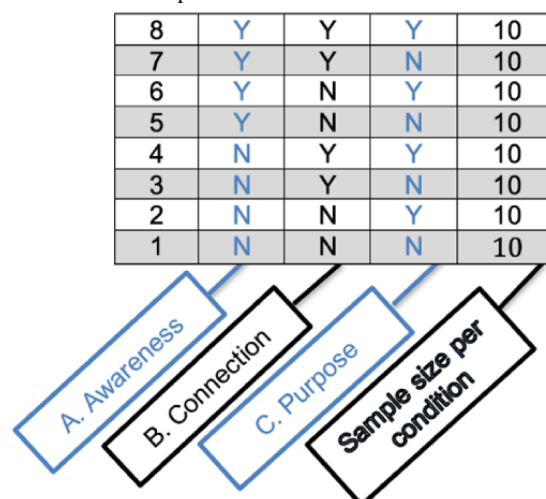 8 Y Y Y 10
7 Y Y N 10
6 Y N Y 10
5 Y N N 10
4 N Y Y 10
3 N Y N 10
2 N N Y 10
1 N N N 10
A. Awareness
B. Connection
C. Purpose
Sample size per
condition